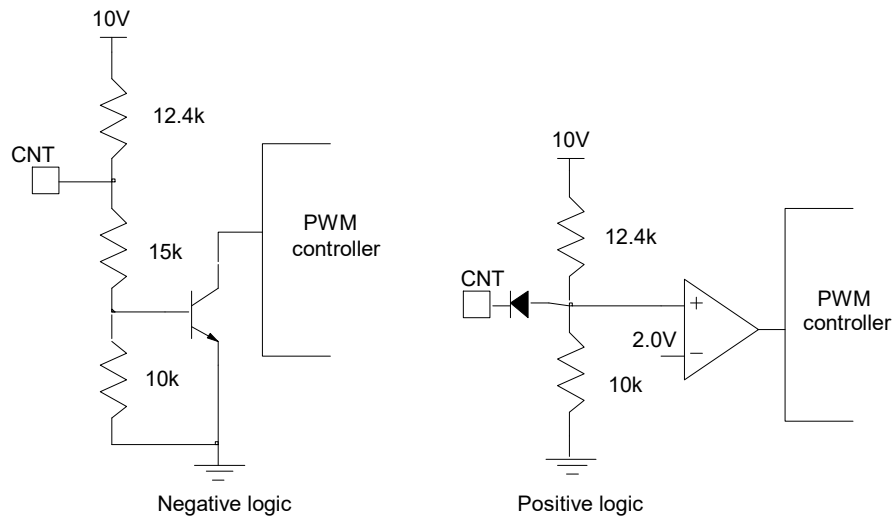 10V
12.4k
CNT
15k
PWM
controller
10k
Negative logic
10V
12.4k
CNT
+
2.0V
−
PWM
controller
10k
Positive logic